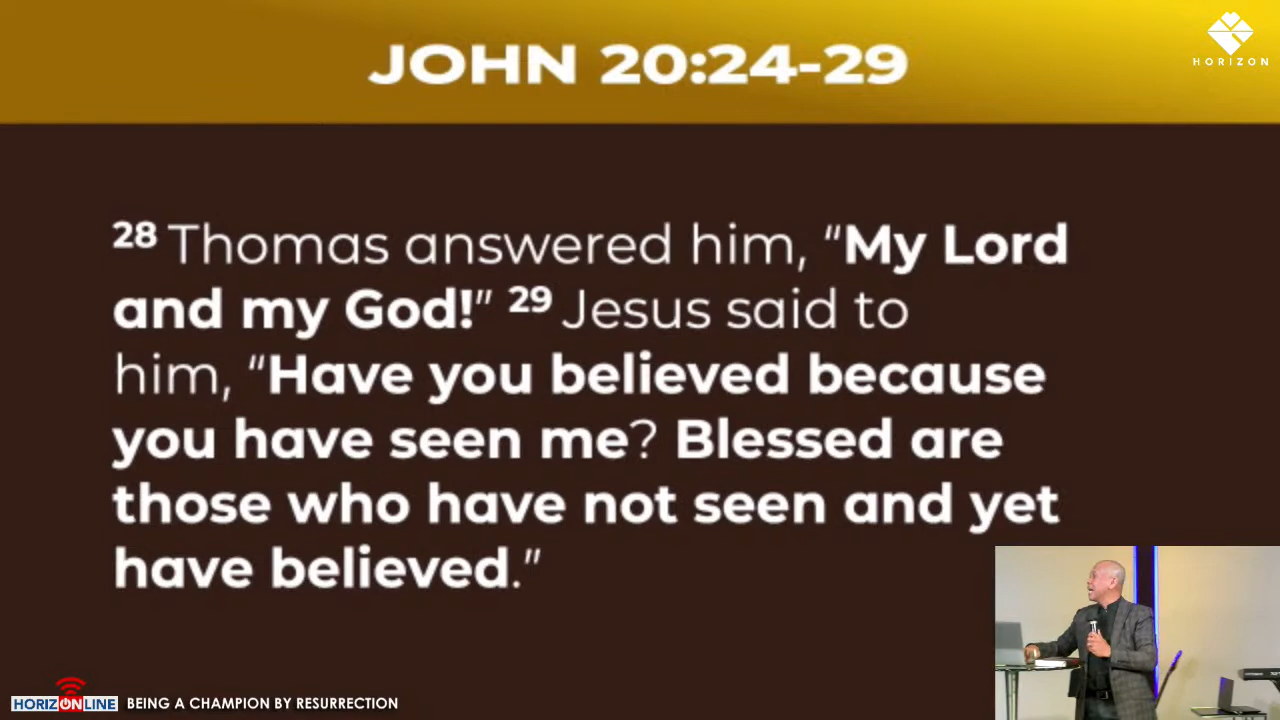 JOHN 20:24-29
HORIZON
28 Thomas answered him, “My Lord
and my God!” 29 Jesus said to
him, “Have you believed because
you have seen me? Blessed are
those who have not seen and yet
have believed.”
HORIZONLINE BEING A CHAMPION BY RESURRECTION